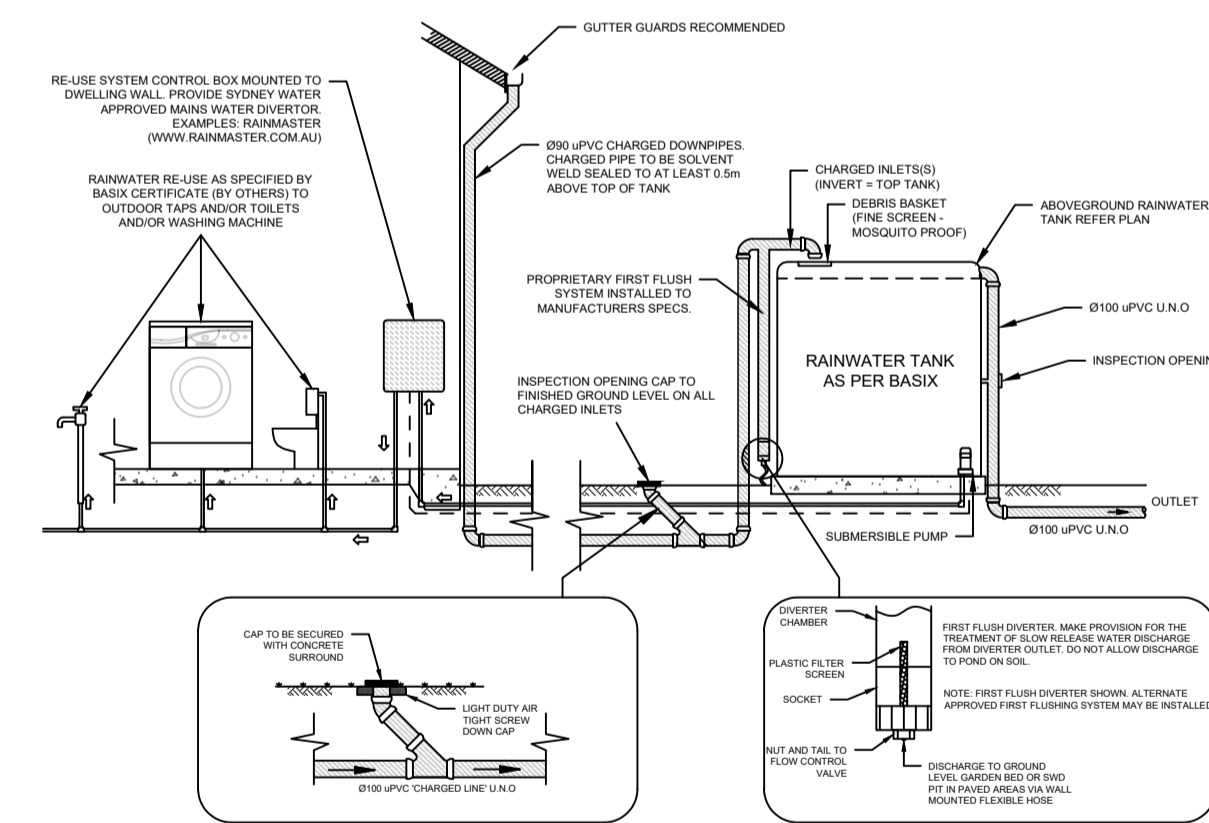 GUTTER GUARDS RECOMMENDED
RE-USE SYSTEM CONTROL BOX MOUNTED TO
DWELLING WALL. PROVIDE SYDNEY WATER
APPROVED MAINS WATER DIVERTOR.
EXAMPLES: RAINMASTER
(WWW.RAINMASTER.COM.AU)
RAINWATER RE-USE AS SPECIFIED BY
BASIX CERTIFICATE (BY OTHERS) TO
OUTDOOR TAPS AND/OR TOILETS
AND/OR WASHING MACHINE
Ø90 uPVC CHARGED DOWNPIPES.
CHARGED PIPE TO BE SOLVENT
WELD SEALED TO AT LEAST 0.5m
ABOVE TOP OF TANK
CHARGED INLETS(S)
(INVERT = TOP TANK)
DEBRIS BASKET
(FINE SCREEN -
MOSQUITO PROOF)
ABOVEGROUND RAINWATER
TANK REFER PLAN
PROPRIETARY FIRST FLUSH
SYSTEM INSTALLED TO
MANUFACTURERS SPECS.
Ø100 uPVC U.N.O
RAINWATER TANK
AS PER BASIX
INSPECTION OPENIN
INSPECTION OPENING CAP TO
FINISHED GROUND LEVEL ON ALL
CHARGED INLETS
OUTLET
SUBMERSIBLE PUMP
Ø100 uPVC U.N.O
CAP TO BE SECURED
WITH CONCRETE
SURROUND
LIGHT DUTY AIR
TIGHT SCREW
DOWN CAP
Ø100 uPVC 'CHARGED LINE' U.N.O
DIVERTER
CHAMBER
PLASTIC FILTER
SCREEN
SOCKET
NUT AND TAIL TO
FLOW CONTROL
VALVE
FIRST FLUSH DIVERTER. MAKE PROVISION FOR THE
TREATMENT OF SLOW RELEASE WATER DISCHARGE
FROM DIVERTER OUTLET. DO NOT ALLOW DISCHARGE
TO POND ON SOIL.
NOTE: FIRST FLUSH DIVERTER SHOWN. ALTERNATE
APPROVED FIRST FLUSHING SYSTEM MAY BE INSTALLED
DISCHARGE TO GROUND
LEVEL GARDEN BED OR SWD
PIT IN PAVED AREAS VIA WALL
MOUNTED FLEXIBLE HOSE